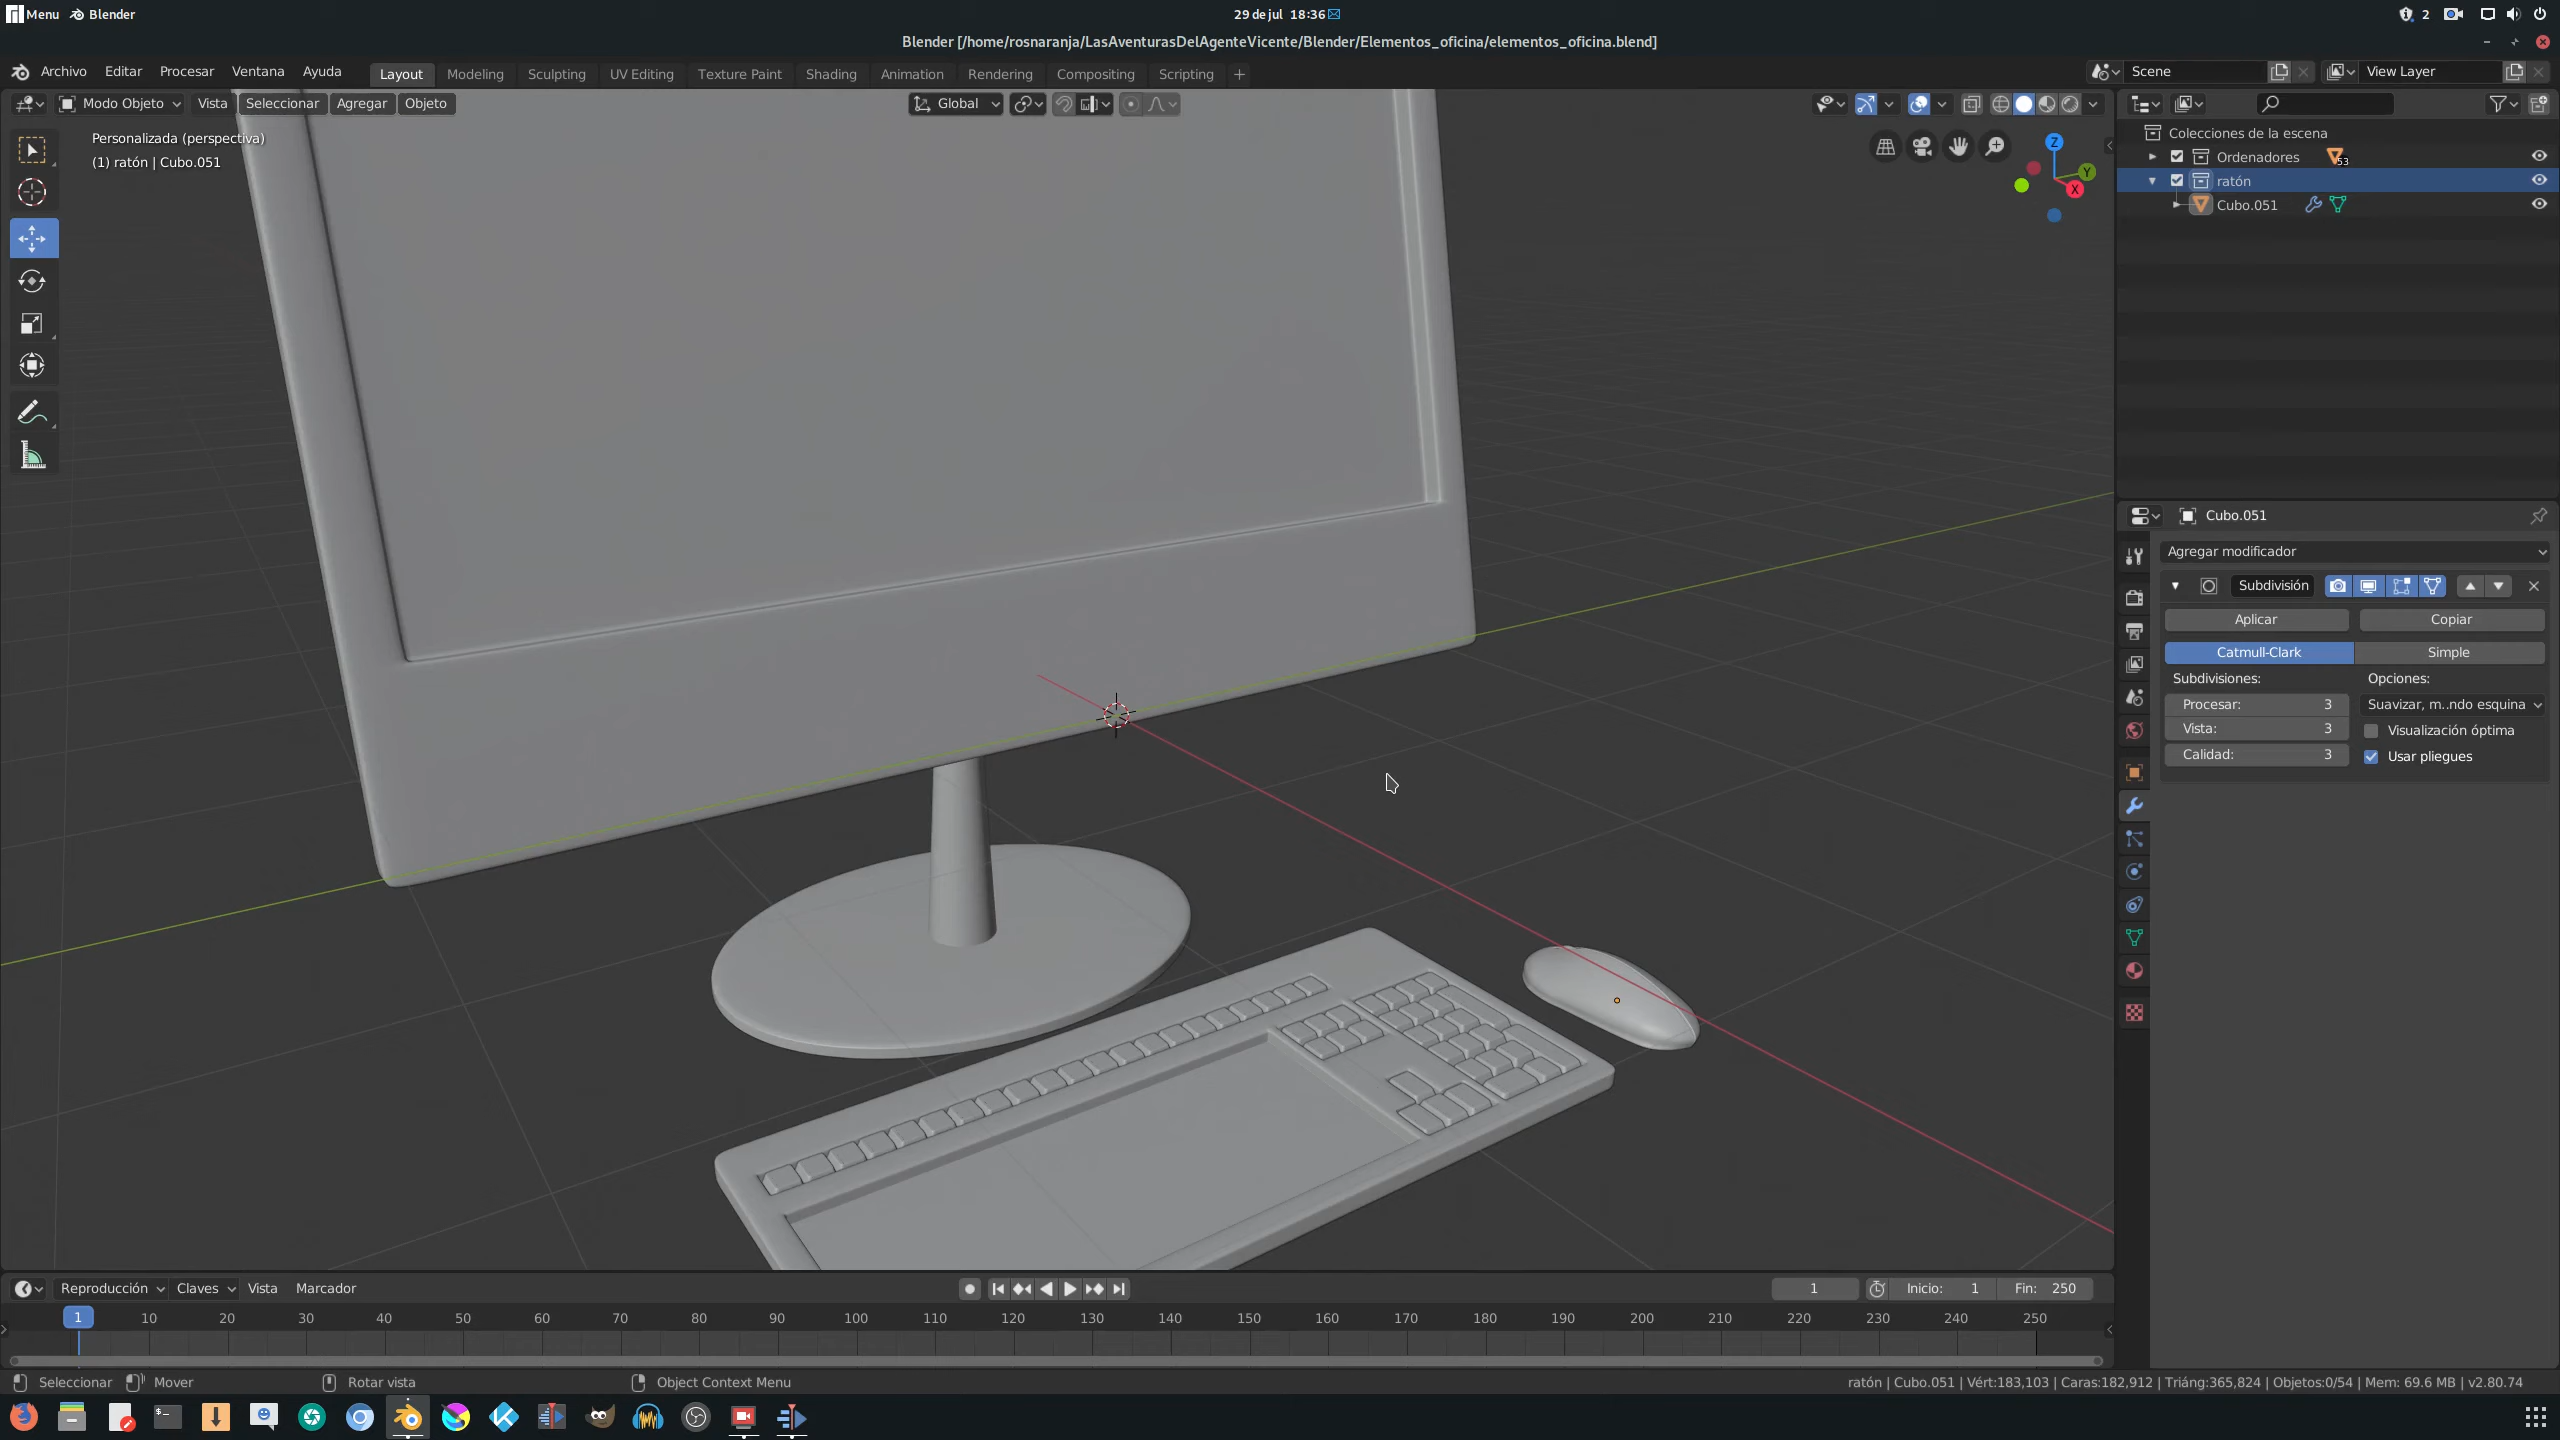 Menu Blender 29 de jul 18:36 2
Blender [/home/rosnaranja/LasAventurasDelAgenteVicente/Blender/Elementos_oficina/elementos_oficina.blend]
Archivo Editar Procesar Ventana Ayuda Layout Modeling Sculpting UV Editing Texture Paint Shading Animation Rendering Compositing Scripting + Scene View Layer
Modo Objeto Vista Seleccionar Agregar Objeto Global
Personalizada (perspectiva)
(1) ratón | Cubo.051
Z
Y
X
Colecciones de la escena
Ordenadores 53
ratón
Cubo.051
Cubo.051
Agregar modificador
Subdivisión
Aplicar Copiar
Catmull-Clark Simple
Subdivisiones: Opciones:
Procesar: 3 Suavizar, m..ndo esquina
Vista: 3 Visualización óptima
Calidad: 3 Usar pliegues
Reproducción Claves Vista Marcador 1 Inicio: 1 Fin: 250
1 10 20 30 40 50 60 70 80 90 100 110 120 130 140 150 160 170 180 190 200 210 220 230 240 250
Seleccionar Mover Rotar vista Object Context Menu ratón | Cubo.051 | Vért:183,103 | Caras:182,912 | Triáng:365,824 | Objetos:0/54 | Mem: 69.6 MB | v2.80.74